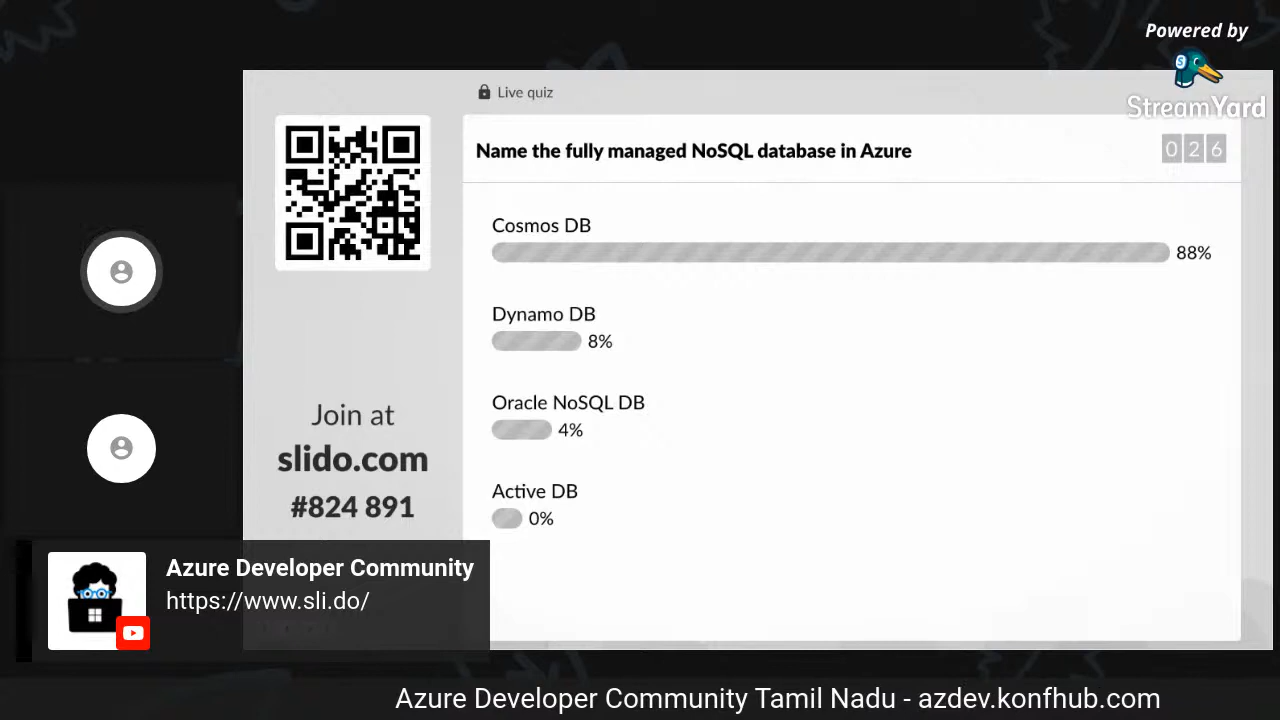 Powered by
StreamYard
Live quiz
Name the fully managed NoSQL database in Azure
026
Cosmos DB
88%
Dynamo DB
8%
Oracle NoSQL DB
4%
Active DB
0%
Join at
slido.com
#824 891
Azure Developer Community
https://www.sli.do/
Azure Developer Community Tamil Nadu - azdev.konfhub.com